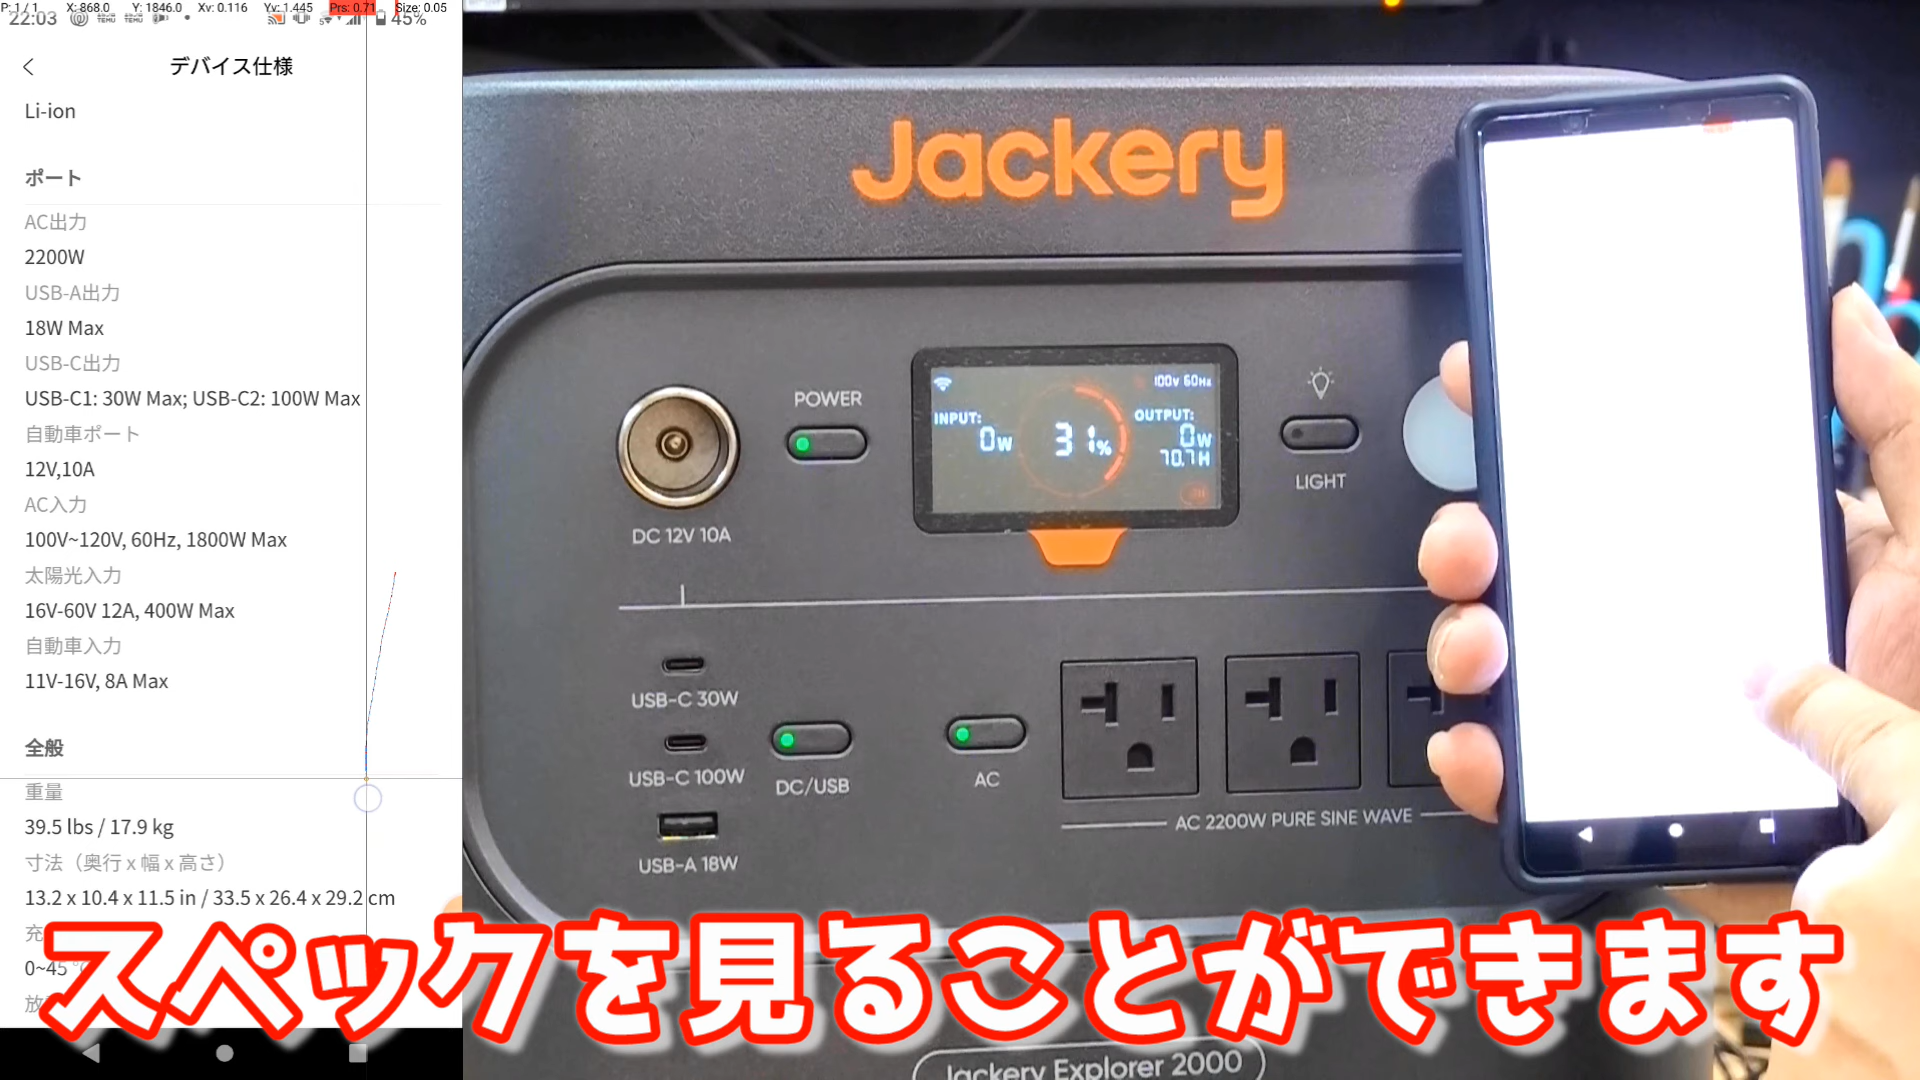 P: 1 / 1 X: 868.0 Y: 1846.0 Xv: 0.116 Yv: 1.445 Prs: 0.71 Size: 0.05
22:03 TEMU TEMU 45%
デバイス仕様
Li-ion
ポート
AC出力
2200W
USB-A出力
18W Max
USB-C出力
USB-C1: 30W Max; USB-C2: 100W Max
自動車ポート
12V,10A
AC入力
100V~120V, 60Hz, 1800W Max
太陽光入力
16V-60V 12A, 400W Max
自動車入力
11V-16V, 8A Max
全般
重量
39.5 lbs / 17.9 kg
寸法（奥行 x 幅 x 高さ）
13.2 x 10.4 x 11.5 in / 33.5 x 26.4 x 29.2 cm
充
0~45
放
Jackery
POWER
DC 12V 10A
100V 60Hz
INPUT:
0W
31%
OUTPUT:
0W
70.7H
LIGHT
USB-C 30W
USB-C 100W
USB-A 18W
DC/USB
AC
AC 2200W PURE SINE WAVE
スペックを見ることができます
Jackery Explorer 2000